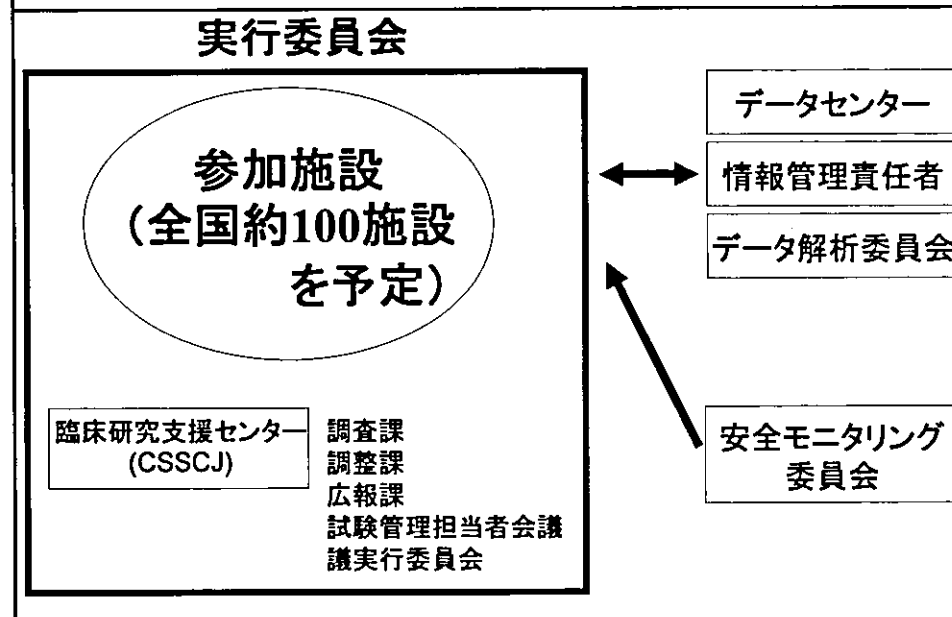 実行委員会
参加施設
（全国約100施設
を予定）
臨床研究支援センター
(CSSCJ)
調査課
調整課
広報課
試験管理担当者会議
議実行委員会
データセンター
情報管理責任者
データ解析委員会
安全モニタリング
委員会